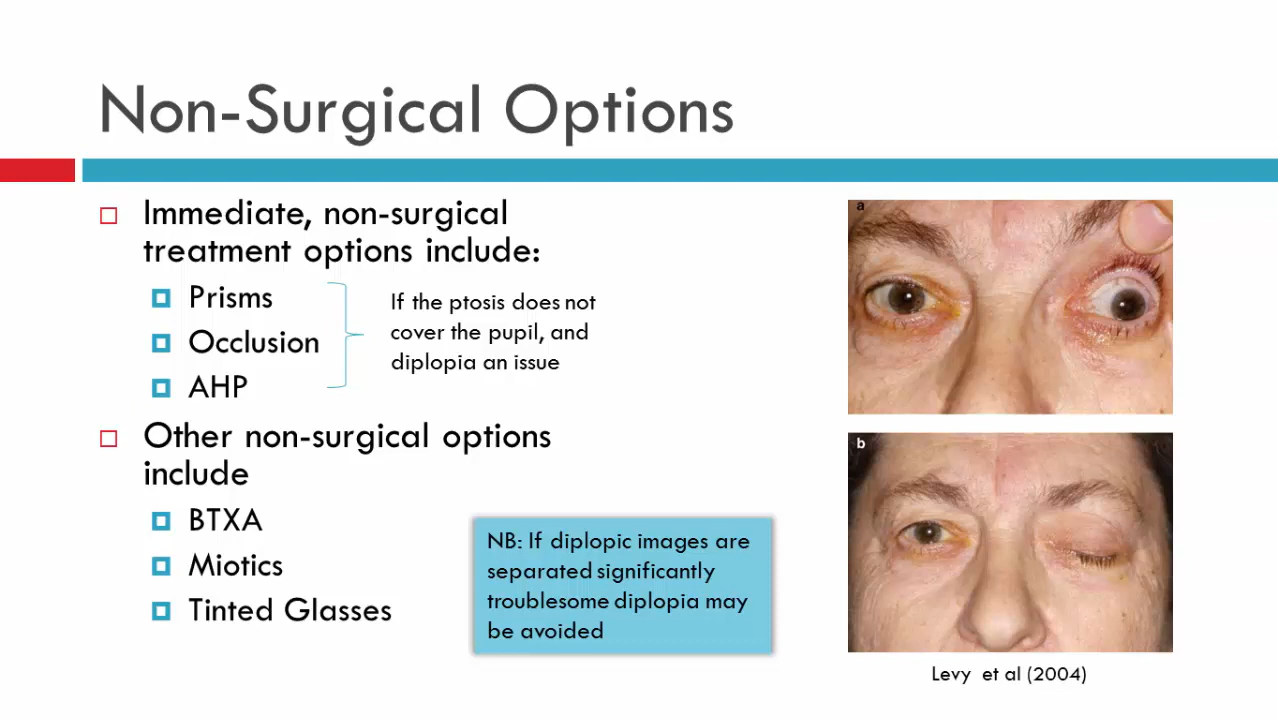 Non-Surgical Options
Immediate, non-surgical
treatment options include:
Prisms
Occlusion
AHP
If the ptosis does not
cover the pupil, and
diplopia an issue
Other non-surgical options
include
BTXA
Miotics
Tinted Glasses
NB: If diplopic images are
separated significantly
troublesome diplopia may
be avoided
a
b
Levy et al (2004)